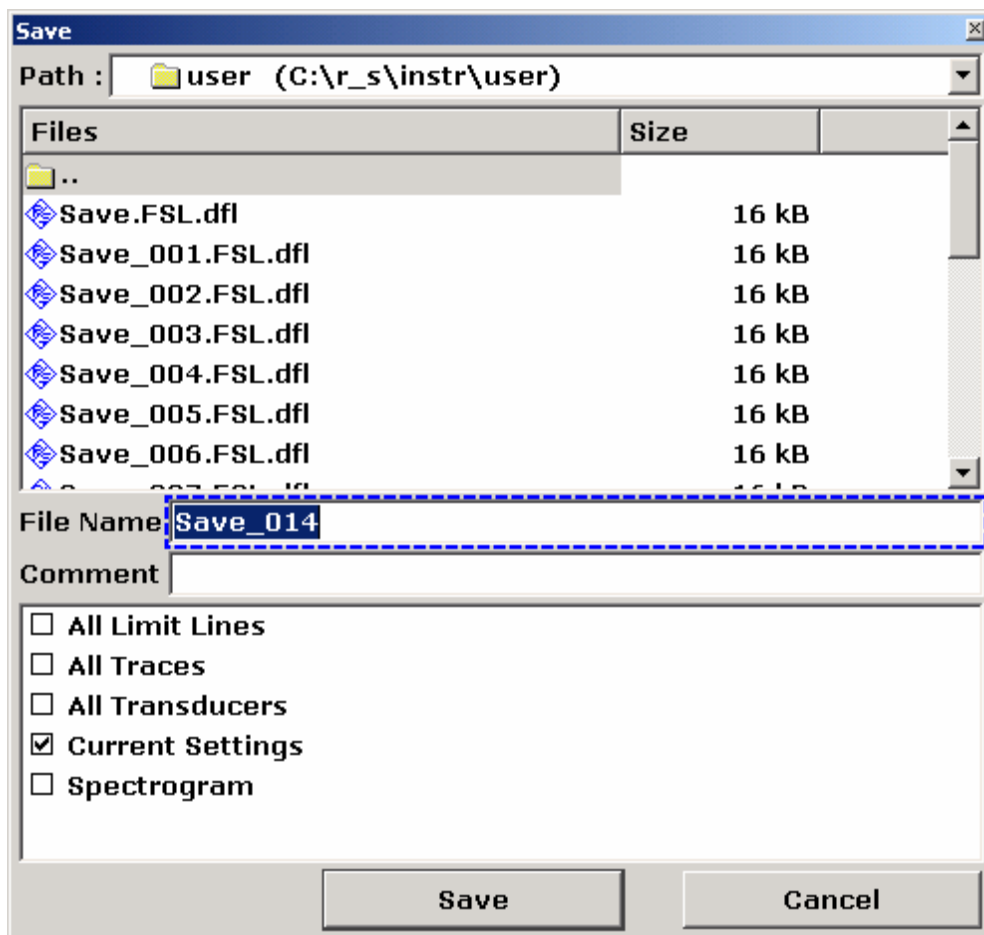 Save
Path : user (C:\r_s\instr\user)
Files Size
..
Save.FSL.dfl 16 kB
Save_001.FSL.dfl 16 kB
Save_002.FSL.dfl 16 kB
Save_003.FSL.dfl 16 kB
Save_004.FSL.dfl 16 kB
Save_005.FSL.dfl 16 kB
Save_006.FSL.dfl 16 kB
File Name Save_014
Comment
All Limit Lines
All Traces
All Transducers
Current Settings
Spectrogram
Save Cancel